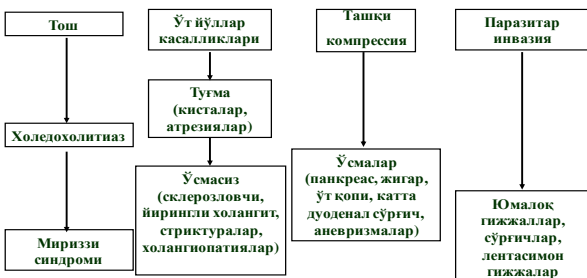 Тош
Холедохолитиаз
Мириззи
синдроми
Ўт йўллар
касалликлари
Туғма
(кисталар,
атрезиялар)
Ўсмасиз
(склерозловчи,
йирингли холангит,
стриктуралар,
холангиопатиялар)
Ташқи
компрессия
Ўсмалар
(панкреас, жигар,
ўт қопи, катта
дуоденал сўрғич,
аневризмалар)
Паразитар
инвазия
Юмалоқ
гижжаллар,
сўрғичлар,
лентасимон
гижжалар